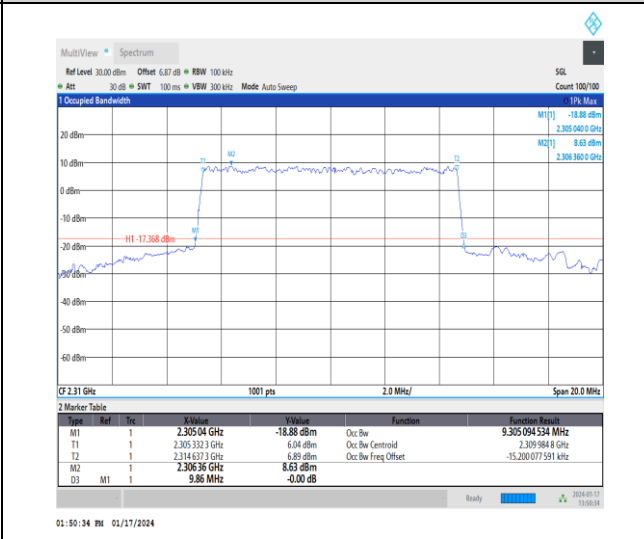 MultiView Spectrum
Ref Level 30.00 dBm Offset 6.87 dB RBW 100 kHz SGL
Att 30 dB SWT 100 ms VBW 300 kHz Mode Auto Sweep Count 100/100
1 Occupied Bandwidth 1Pk Max
M1[1] -18.88 dBm
2.305 040 0 GHz
M2[1] 8.63 dBm
2.306 360 0 GHz
20 dBm
10 dBm
T1 M2 T2
0 dBm
-10 dBm
H1 -17.368 dBm M1 D3
-20 dBm
-30 dBm
-40 dBm
-50 dBm
-60 dBm
CF 2.31 GHz 1001 pts 2.0 MHz/ Span 20.0 MHz
2 Marker Table
Type Ref Trc X-Value Y-Value Function Function Result
M1 1 2.305 04 GHz -18.88 dBm Occ Bw 9.305 094 534 MHz
T1 1 2.305 332 3 GHz 6.04 dBm Occ Bw Centroid 2.309 984 8 GHz
T2 1 2.314 637 3 GHz 6.89 dBm Occ Bw Freq Offset -15.200 077 591 kHz
M2 1 2.306 36 GHz 8.63 dBm
D3 M1 1 9.86 MHz -0.00 dB
Ready 2024-01-17
13:50:34
01:50:34 PM 01/17/2024